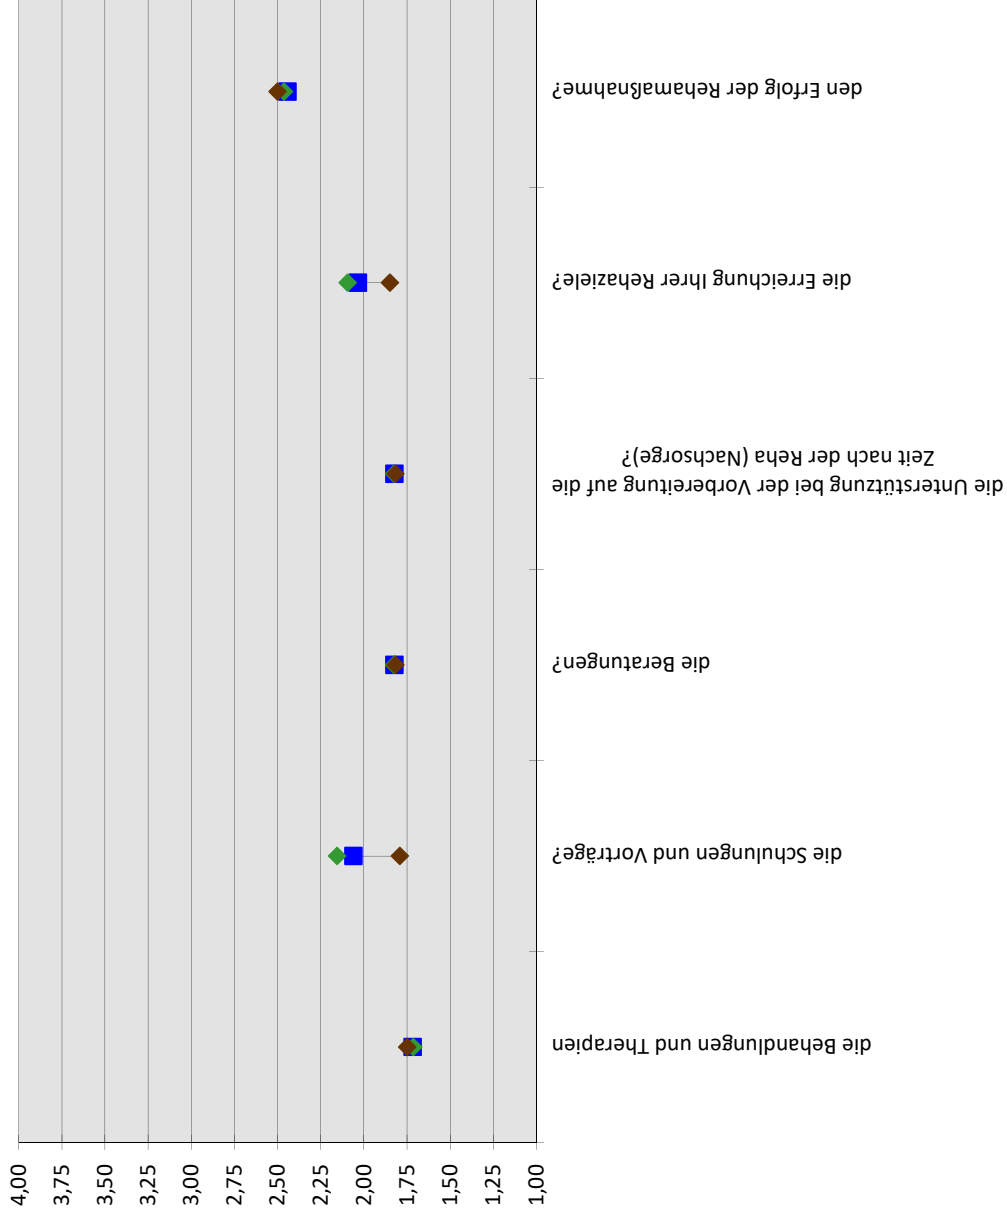 den Erfolg der Rehamaßnahme?
die Erreichung Ihrer Rehaziele?
die Unterstützung bei der Vorbereitung auf die
Zeit nach der Reha (Nachsorge)?
die Beratungen?
die Schulungen und Vorträge?
die Behandlungen und Therapien
4,00
3,75
3,50
3,25
3,00
2,75
2,50
2,25
2,00
1,75
1,50
1,25
1,00